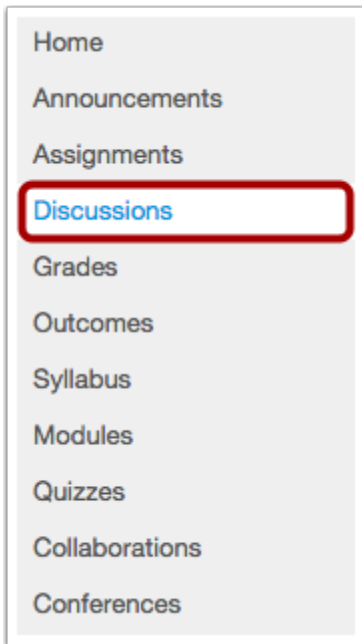 Home
Announcements
Assignments
Discussions
Grades
Outcomes
Syllabus
Modules
Quizzes
Collaborations
Conferences